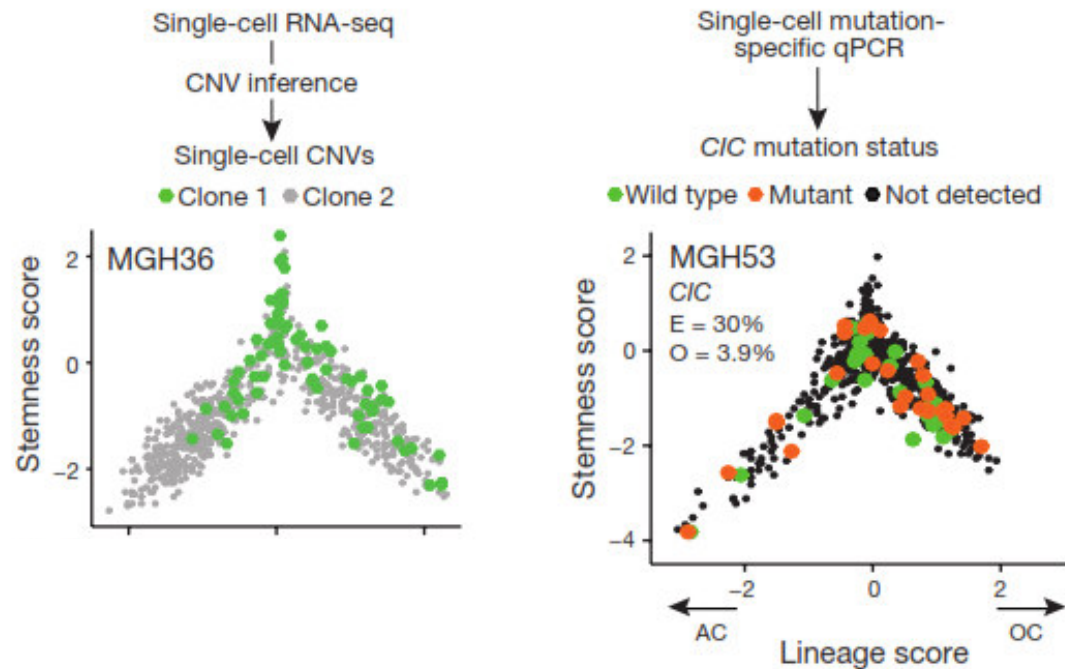 Single-cell RNA-seq
CNV inference
Single-cell CNVs
Clone 1 Clone 2
MGH36
Stemness score
2
0
−2
Single-cell mutation-
specific qPCR
CIC mutation status
Wild type Mutant Not detected
MGH53
CIC
E = 30%
O = 3.9%
Stemness score
2
0
−2
−4
−2 0 2
AC OC
Lineage score